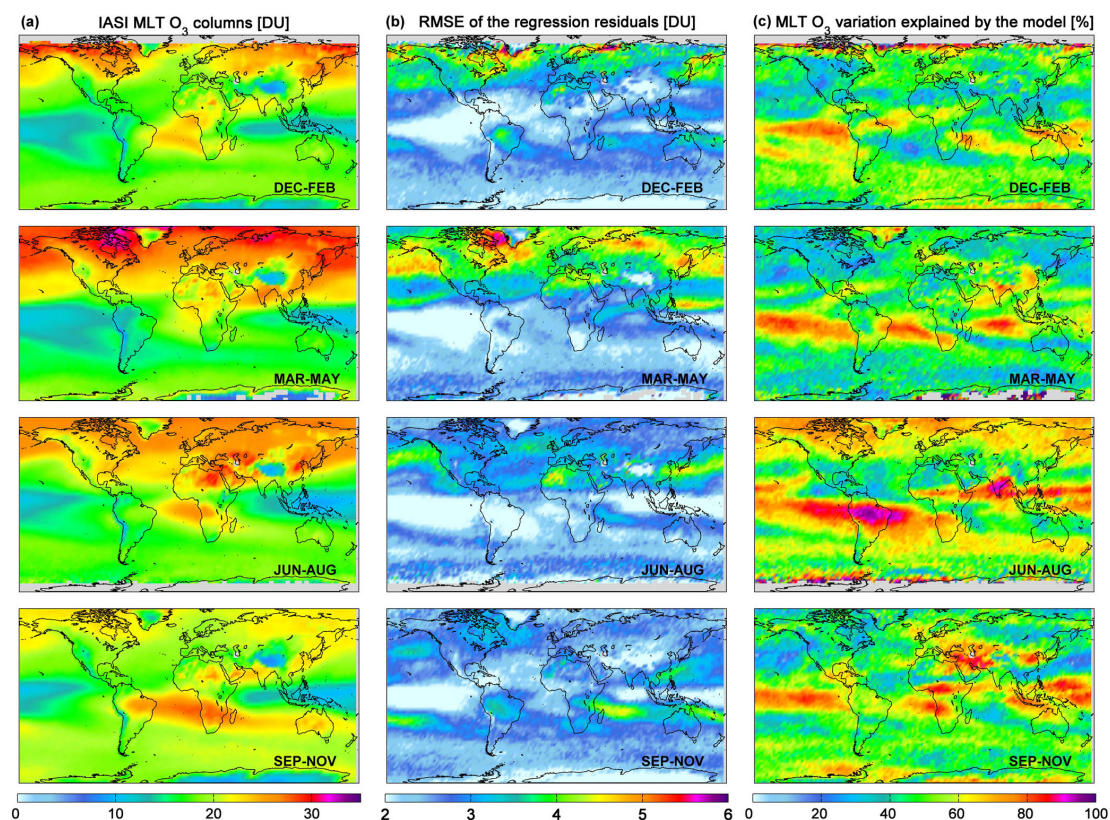 (a) IASI MLT O3 columns [DU]
(b) RMSE of the regression residuals [DU]
(c) MLT O3 variation explained by the model [%]
DEC-FEB
DEC-FEB
DEC-FEB
MAR-MAY
MAR-MAY
MAR-MAY
JUN-AUG
JUN-AUG
JUN-AUG
SEP-NOV
SEP-NOV
SEP-NOV
0 10 20 30
2 3 4 5 6
0 20 40 60 80 100